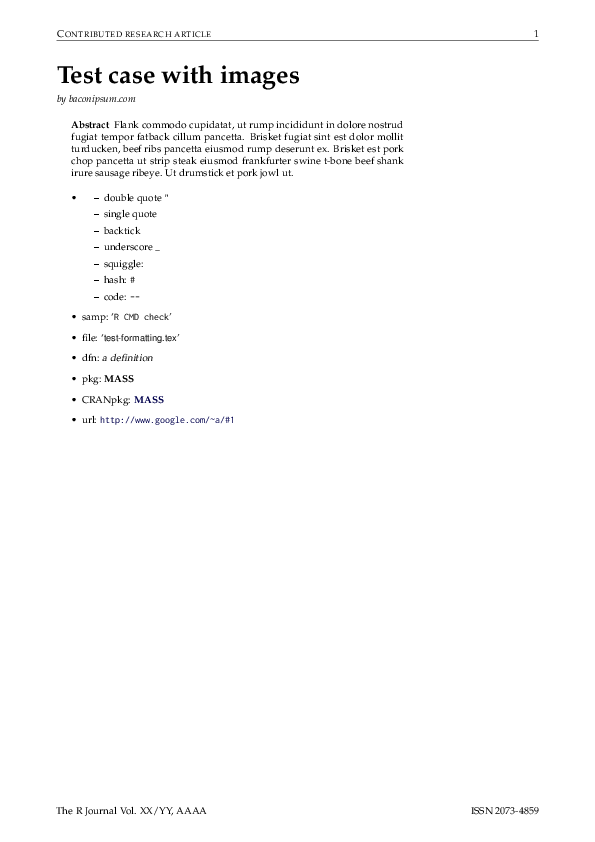 CONTRIBUTED RESEARCH ARTICLE 1
Test case with images
by baconipsum.com
Abstract Flank commodo cupidatat, ut rump incididunt in dolore nostrud
fugiat tempor fatback cillum pancetta. Brisket fugiat sint est dolor mollit
turducken, beef ribs pancetta eiusmod rump deserunt ex. Brisket est pork
chop pancetta ut strip steak eiusmod frankfurter swine t-bone beef shank
irure sausage ribeye. Ut drumstick et pork jowl ut.
• – double quote "
– single quote
– backtick
– underscore _
– squiggle:
– hash: #
– code: --
• samp: ‘R CMD check’
• file: ‘test-formatting.tex’
• dfn: a definition
• pkg: MASS
• CRANpkg: MASS
• url: http://www.google.com/~a/#1
The R Journal Vol. XX/YY, AAAA ISSN 2073-4859